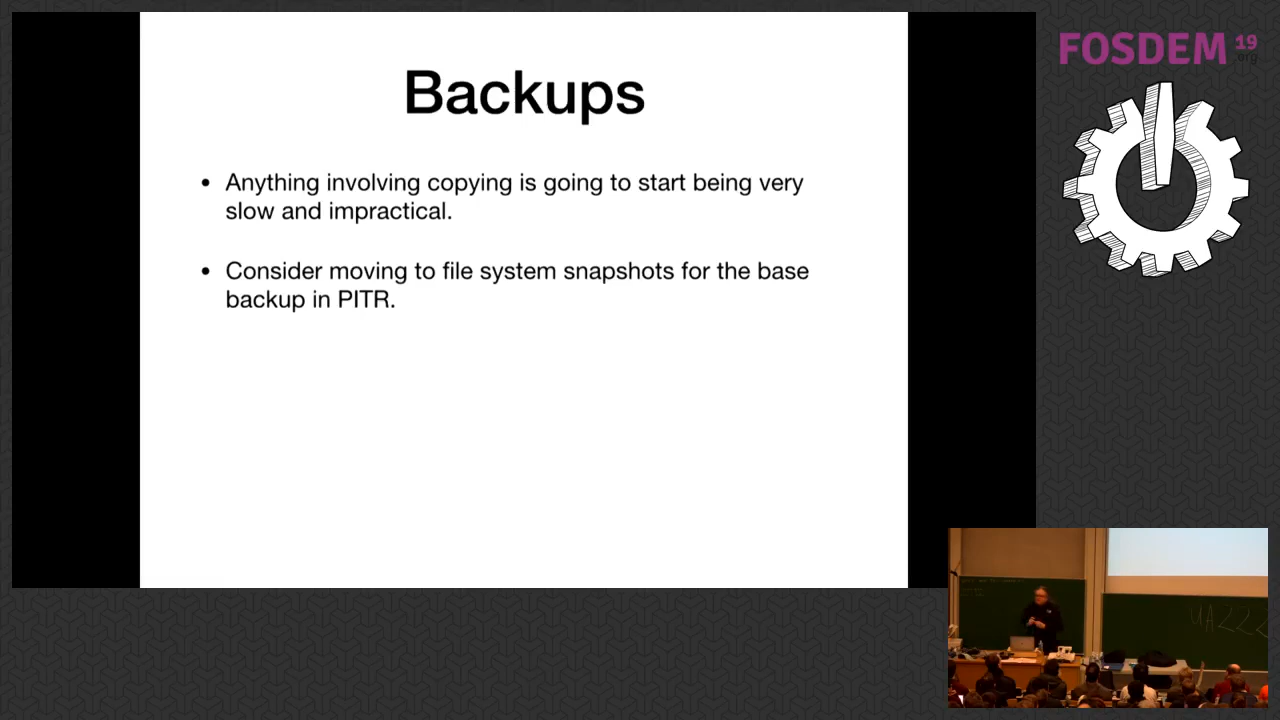 Backups
• Anything involving copying is going to start being very
slow and impractical.
• Consider moving to file system snapshots for the base
backup in PITR.
FOSDEM 19
.org